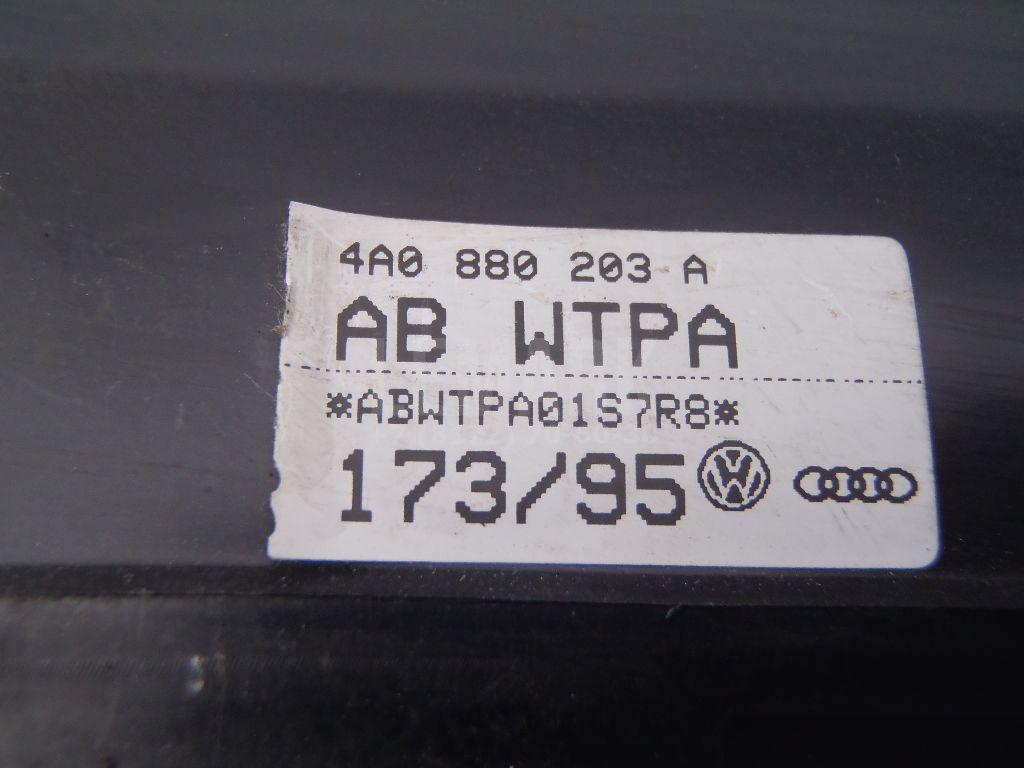 4A0 880 203 A
AB WTPA
*ABWTPA01S7R8*
173/95